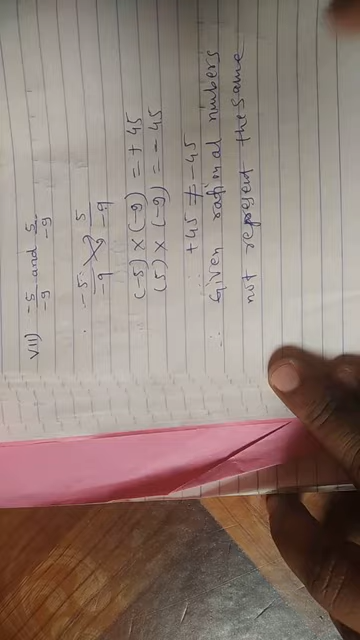 VII) -5/-9 and 5/-9
∴ -5/-9 × 5/-9
(-5) × (-9) = +45
(5) × (-9) = -45
+45 ≠ -45
∴ Given rational numbers
not represent the same